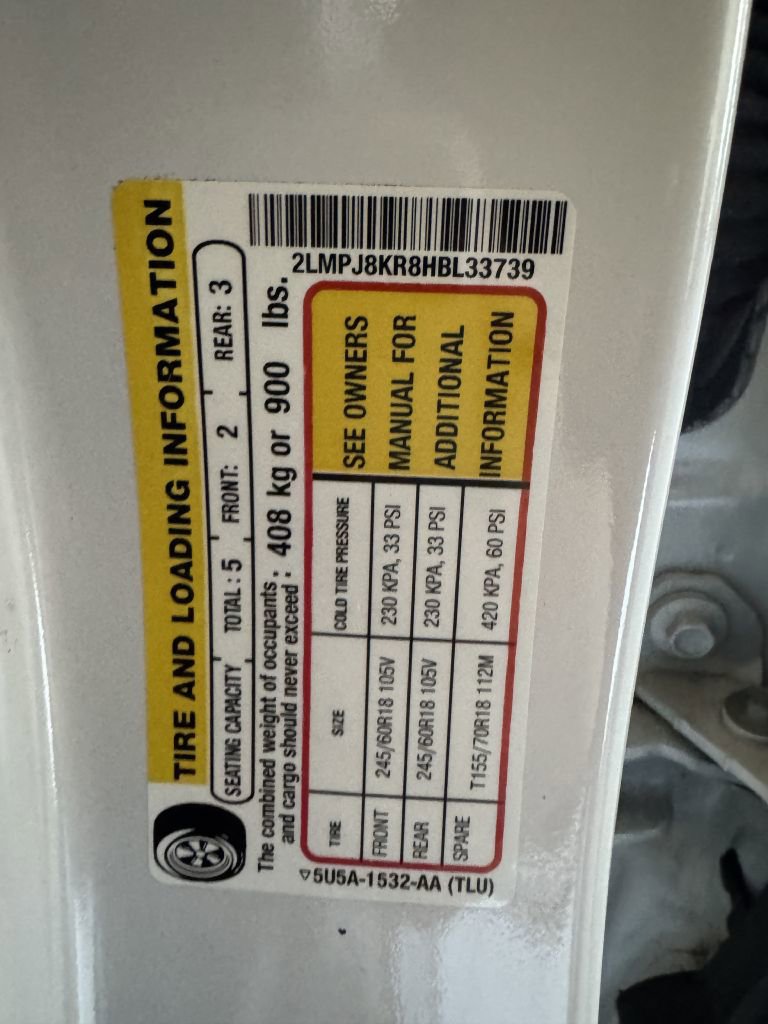 TIRE AND LOADING INFORMATION
SEATING CAPACITY TOTAL: 5 FRONT: 2 REAR: 3
The combined weight of occupants
and cargo should never exceed : 408 kg or 900 lbs.
2LMPJ8KR8HBL33739
TIRE SIZE COLD TIRE PRESSURE
FRONT 245/60R18 105V 230 KPA, 33 PSI
REAR 245/60R18 105V 230 KPA, 33 PSI
SPARE T155/70R18 112M 420 KPA, 60 PSI
SEE OWNERS
MANUAL FOR
ADDITIONAL
INFORMATION
5U5A-1532-AA (TLU)